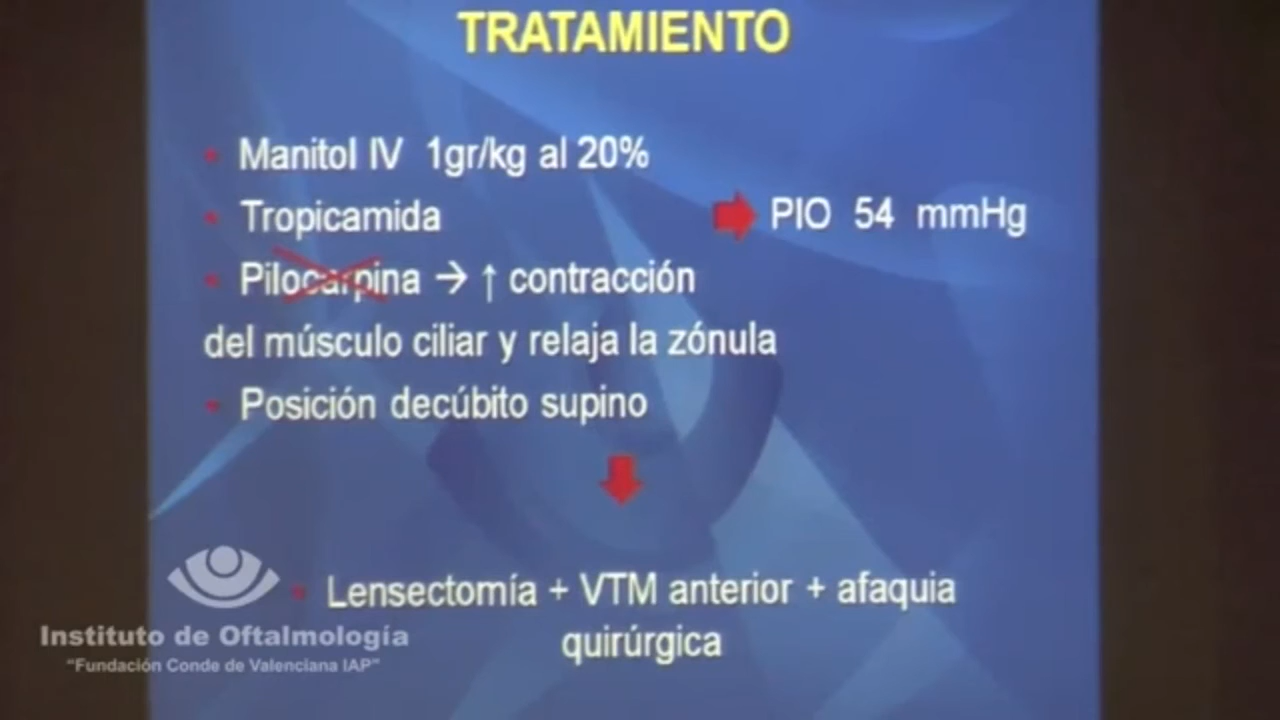 TRATAMIENTO
Manitol IV 1gr/kg al 20%
Tropicamida
PIO 54 mmHg
Pilocarpina → ↑ contracción
del músculo ciliar y relaja la zónula
Posición decúbito supino
Lensectomía + VTM anterior + afaquia
quirúrgica
Instituto de Oftalmología
"Fundación Conde de Valenciana IAP"